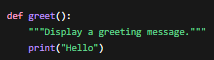 def greet():
    """Display a greeting message."""
    print("Hello")